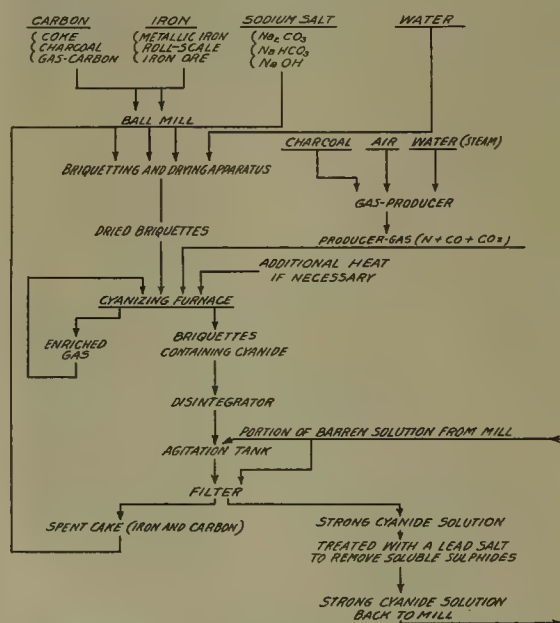 CARBON
COKE
CHARCOAL
GAS-CARBON
IRON
METALLIC IRON
ROLL-SCALE
IRON ORE
SODIUM SALT
Na2 CO3
Na HCO3
Na OH
WATER
BALL MILL
BRIQUETTING AND DRYING APPARATUS
CHARCOAL AIR WATER (STEAM)
GAS-PRODUCER
DRIED BRIQUETTES
PRODUCER-GAS (N + CO + CO2)
ADDITIONAL HEAT
IF NECESSARY
CYANIZING FURNACE
ENRICHED
GAS
BRIQUETTES
CONTAINING CYANIDE
DISINTEGRATOR
PORTION OF BARREN SOLUTION FROM MILL
AGITATION TANK
FILTER
SPENT CAKE (IRON AND CARBON)
STRONG CYANIDE SOLUTION
TREATED WITH A LEAD SALT
TO REMOVE SOLUBLE SULPHIDES
STRONG CYANIDE SOLUTION
BACK TO MILL